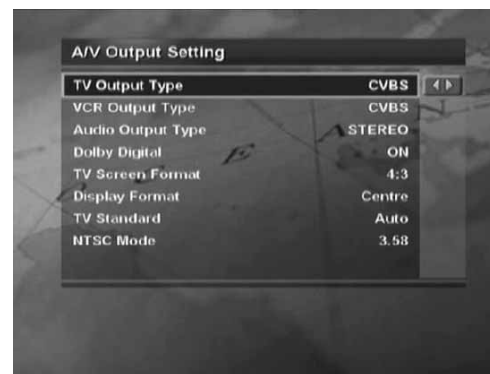 A/V Output Setting
TV Output Type CVBS
VCR Output Type CVBS
Audio Output Type STEREO
Dolby Digital ON
TV Screen Format 4:3
Display Format Centre
TV Standard Auto
NTSC Mode 3.58